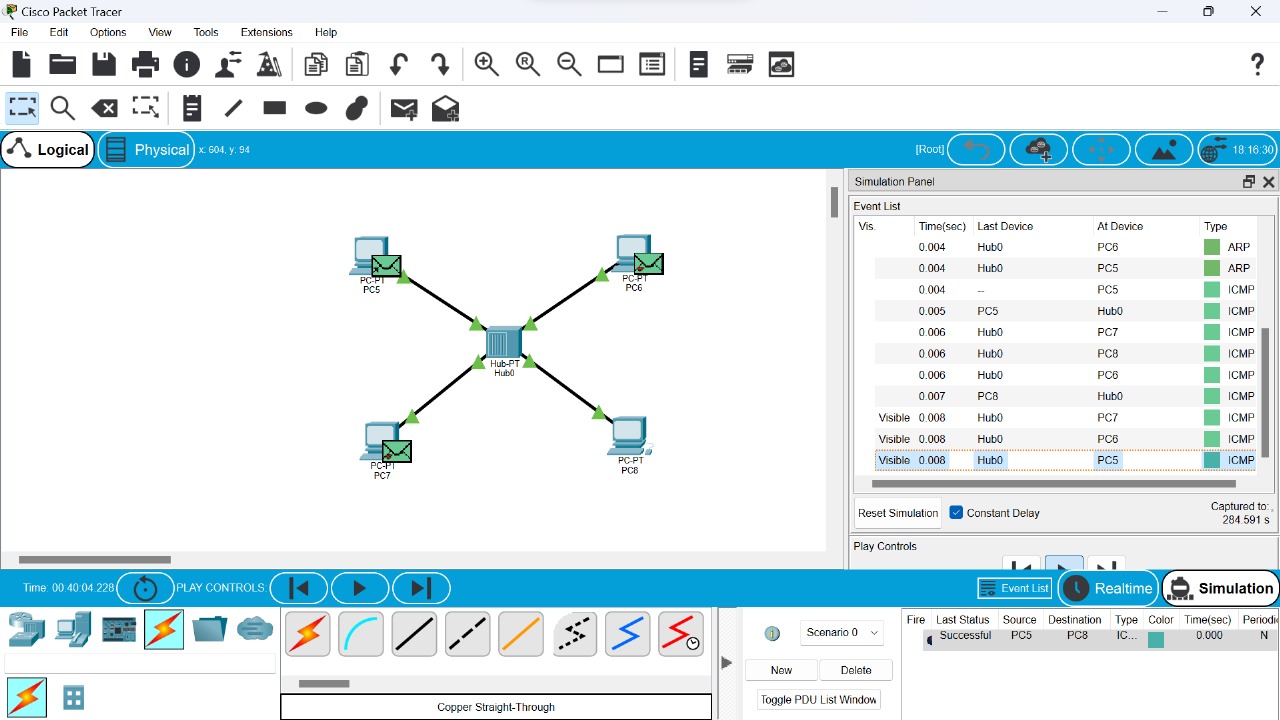 Cisco Packet Tracer
File Edit Options View Tools Extensions Help
Logical Physical x: 604, y: 94 [Root] 18:16:30
Simulation Panel
Event List
Vis. Time(sec) Last Device At Device Type
0.004 Hub0 PC6 ARP
0.004 Hub0 PC5 ARP
0.004 -- PC5 ICMP
0.005 PC5 Hub0 ICMP
0.006 Hub0 PC7 ICMP
0.006 Hub0 PC8 ICMP
0.006 Hub0 PC6 ICMP
0.007 PC8 Hub0 ICMP
Visible 0.008 Hub0 PC7 ICMP
Visible 0.008 Hub0 PC6 ICMP
Visible 0.008 Hub0 PC5 ICMP
Reset Simulation Constant Delay Captured to:
284.591 s
Play Controls
PC-PT
PC5
PC-PT
PC6
Hub-PT
Hub0
PC-PT
PC7
PC-PT
PC8
Time: 00:40:04.228 PLAY CONTROLS: Event List Realtime Simulation
Scenario 0
New Delete
Toggle PDU List Window
Copper Straight-Through
Fire Last Status Source Destination Type Color Time(sec) Periodi
Successful PC5 PC8 IC... 0.000 N